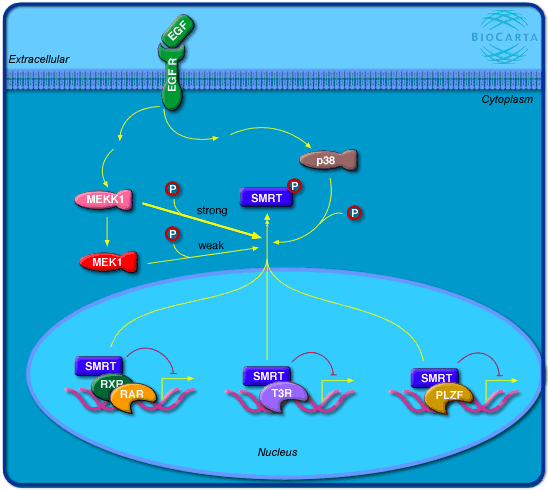 EGF
BIOCARTA
Extracellular
EGF R
Cytoplasm
p38
P
P
MEKK1
SMRT
P
strong
P
weak
MEK1
SMRT
RXR
RAR
SMRT
T3R
SMRT
PLZF
Nucleus